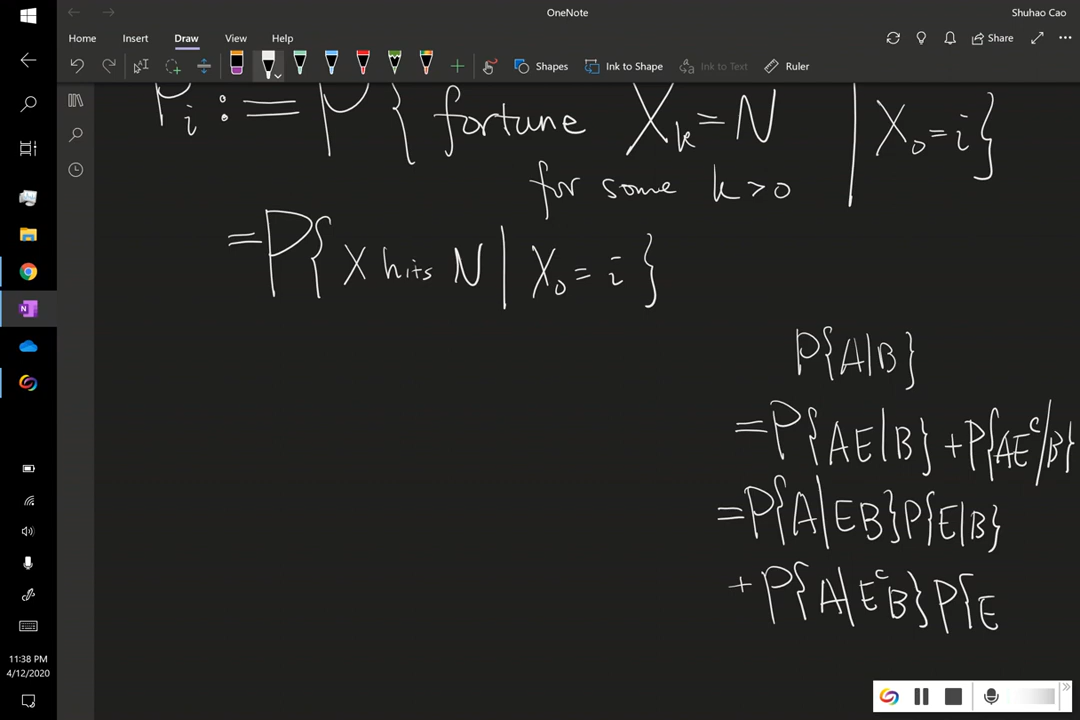 OneNote
Shuhao Cao
Home Insert Draw View Help
Share
Shapes Ink to Shape Ink to Text Ruler
P_i := P{ fortune X_k = N | X_0 = i }
for some k > 0
= P{ X hits N | X_0 = i }
P{A|B}
= P{AE|B} + P{AE^c|B}
= P{A|EB}P{E|B}
+ P{A|E^cB}P{E
11:38 PM
4/12/2020